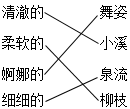 清澈的 舞姿
柔软的 小溪
婀娜的 泉流
细细的 柳枝